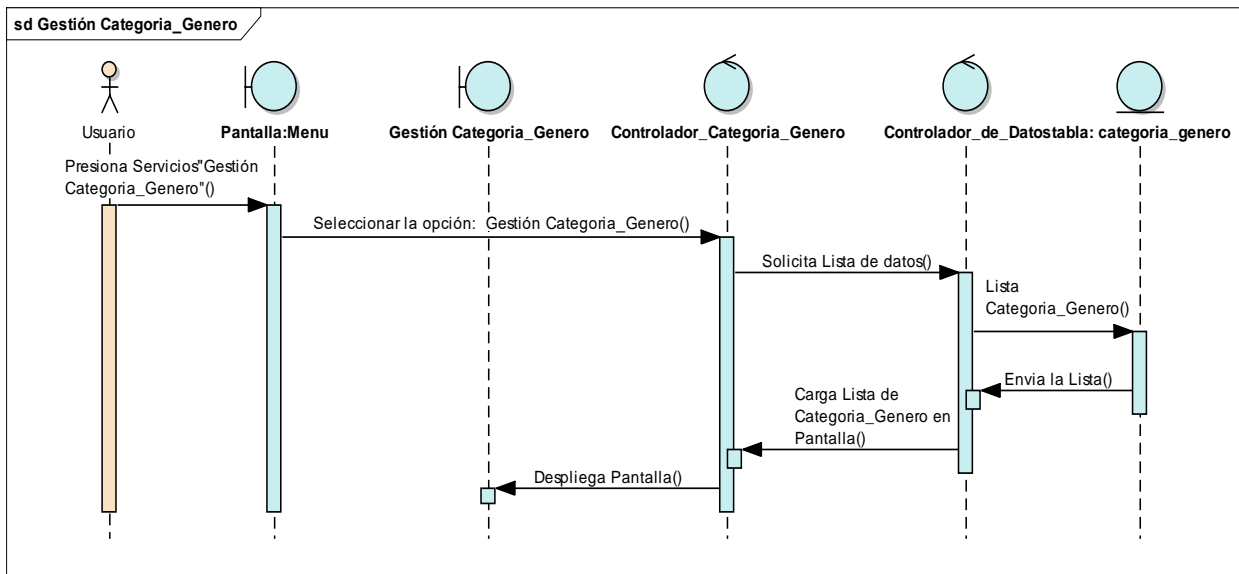 sd Gestión Categoria_Genero
Usuario
Pantalla:Menu
Gestión Categoria_Genero
Controlador_Categoria_Genero
Controlador_de_Datos
tabla: categoria_genero
Presiona Servicios"Gestión
Categoria_Genero"()
Seleccionar la opción:  Gestión Categoria_Genero()
Solicita Lista de datos()
Lista
Categoria_Genero()
Envia la Lista()
Carga Lista de
Categoria_Genero en
Pantalla()
Despliega Pantalla()